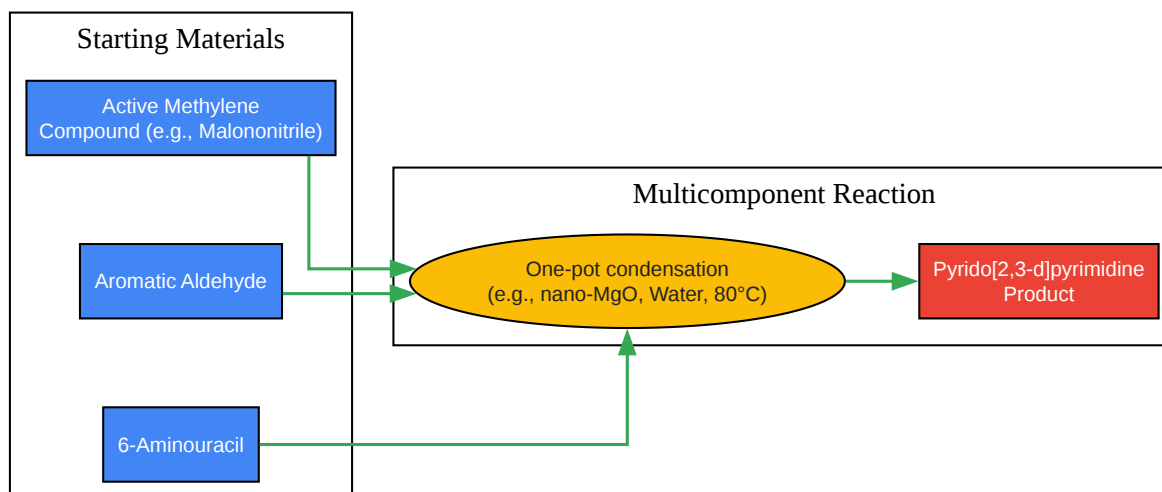 Starting Materials
Active Methylene
Compound (e.g., Malononitrile)
Aromatic Aldehyde
6-Aminouracil
Multicomponent Reaction
One-pot condensation
(e.g., nano-MgO, Water, 80°C)
Pyrido[2,3-d]pyrimidine
Product